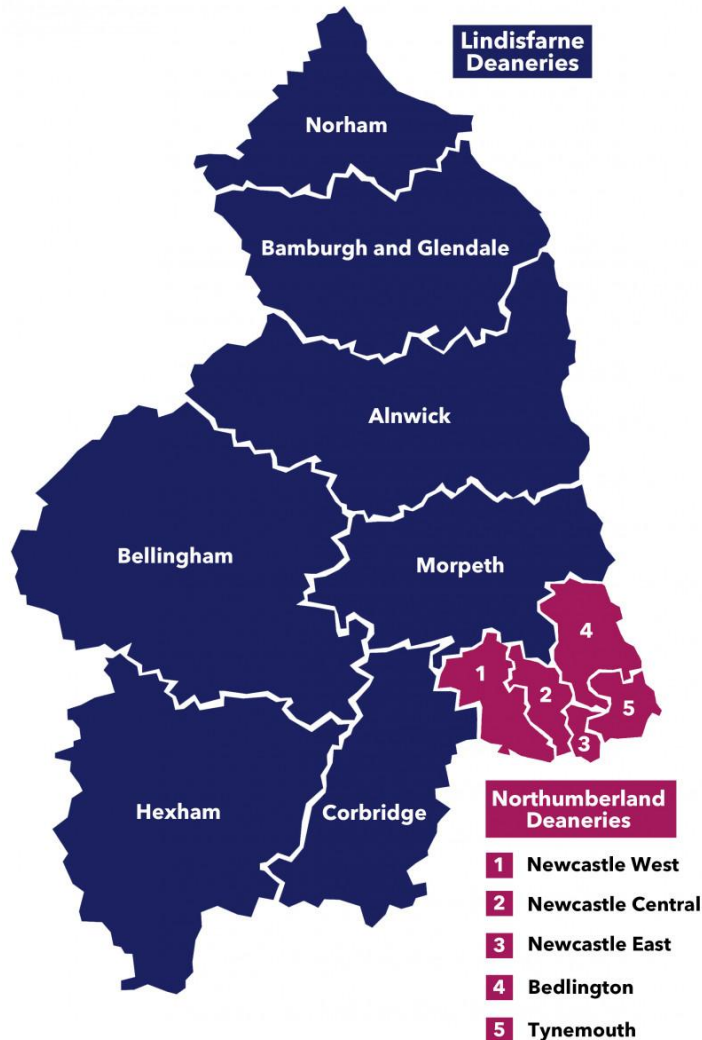 Lindisfarne
Deaneries
Norham
Bamburgh and Glendale
Alnwick
Bellingham
Morpeth
4
1
2
5
3
Hexham
Corbridge
Northumberland
Deaneries
1 Newcastle West
2 Newcastle Central
3 Newcastle East
4 Bedlington
5 Tynemouth